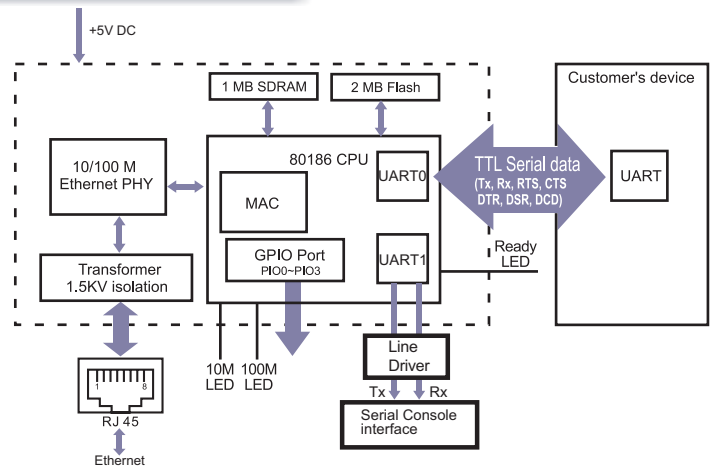 +5V DC
1 MB SDRAM
2 MB Flash
Customer's device
10/100 M
Ethernet PHY
80186 CPU
MAC
UART0
TTL Serial data
(Tx, Rx, RTS, CTS
DTR, DSR, DCD)
UART
GPIO Port
PIO0~PIO3
UART1
Transformer
1.5KV isolation
Ready
LED
10M
LED
100M
LED
Line
Driver
Tx
Rx
Serial Console
interface
1
8
RJ 45
Ethernet